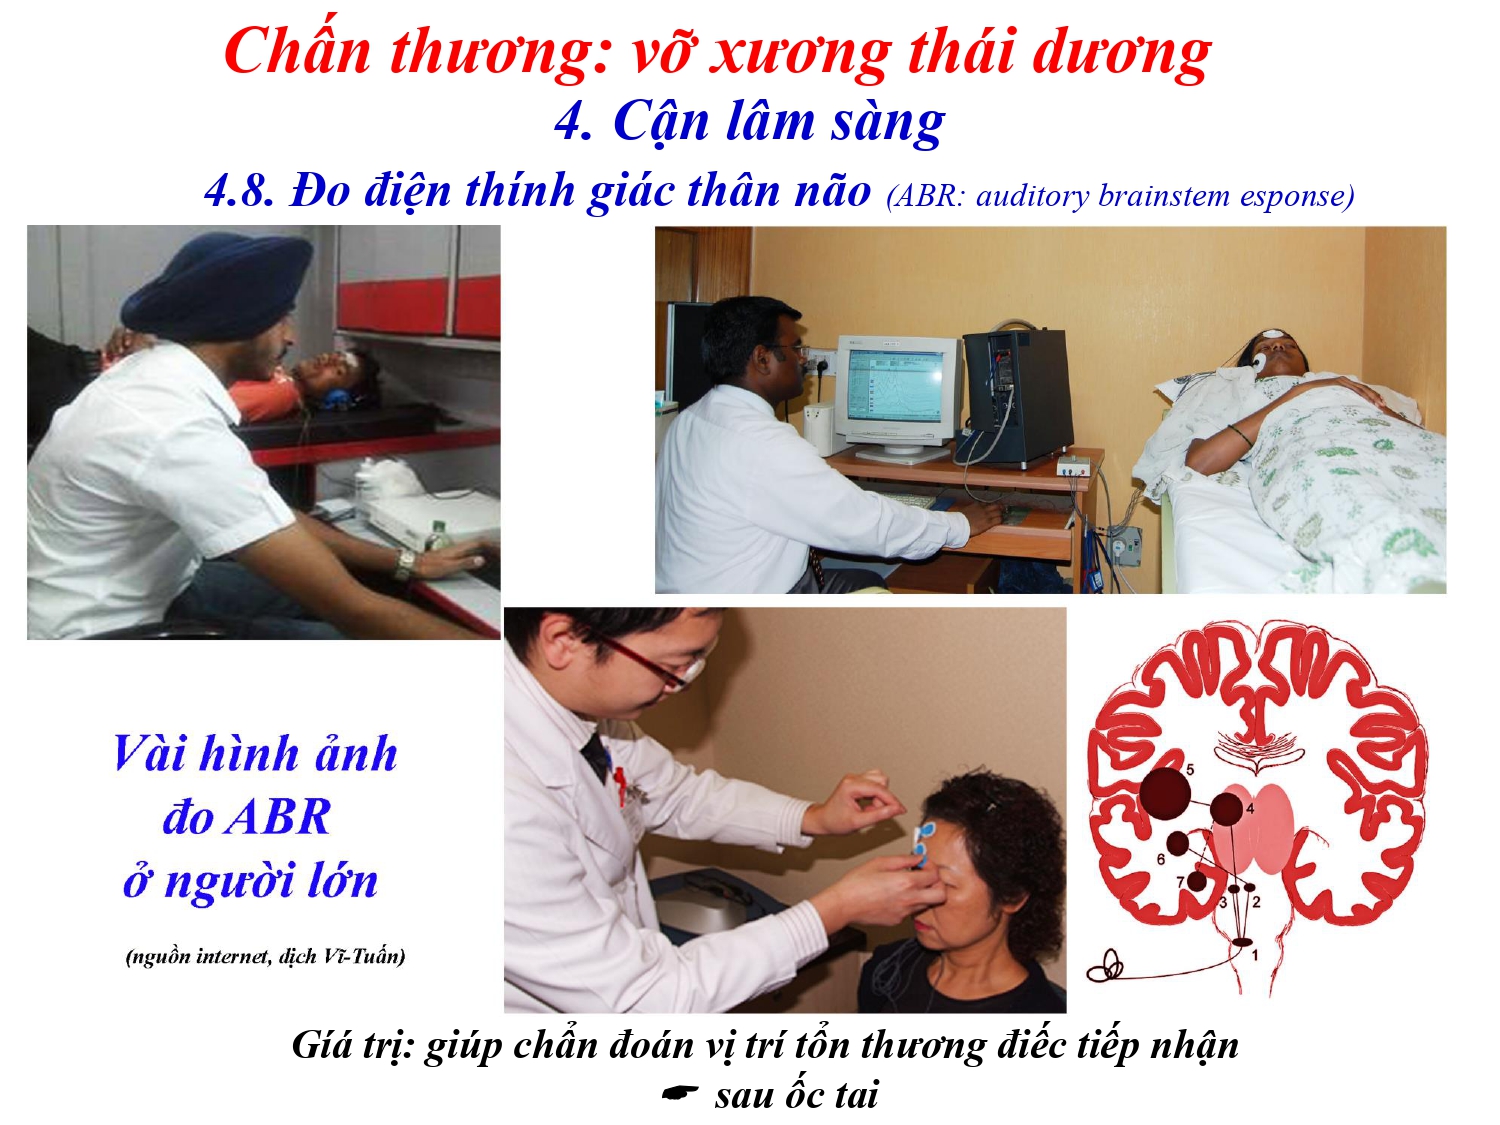 Chấn thương: vỡ xương thái dương
4. Cận lâm sàng
4.8. Đo điện thính giác thân não (ABR: auditory brainstem esponse)
Vài hình ảnh
đo ABR
ở người lớn
(nguồn internet, dịch Vĩ-Tuấn)
5
4
6
7
3
2
1
Gíá trị: giúp chẩn đoán vị trí tổn thương điếc tiếp nhận
☛ sau ốc tai